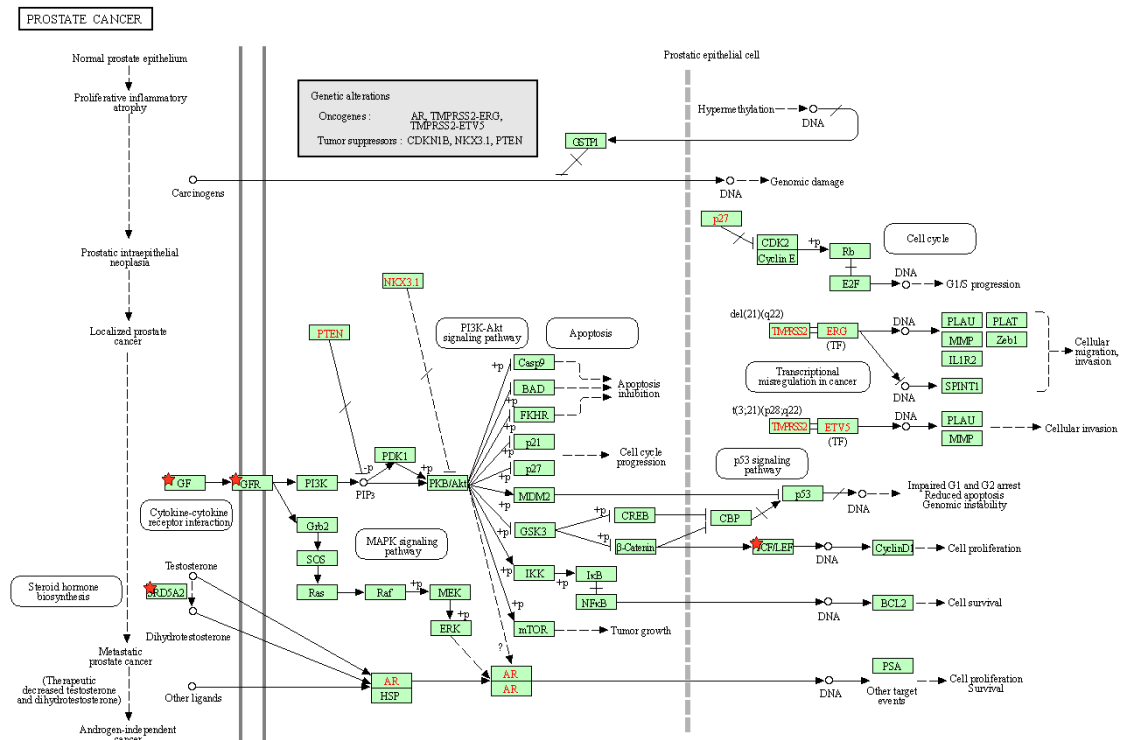 PROSTATE CANCER
Normal prostate epithelium
Proliferative inflammatory
atrophy
Prostatic intraepithelial
neoplasia
Localized prostate
cancer
Metastatic
prostate cancer
(Therapeutic
decreased testosterone
and dihydrotestosterone)
Androgen-independent
cancer
Genetic alterations
Oncogenes : AR, TMPRSS2-ERG,
TMPRSS2-ETV5
Tumor suppressors : CDKN1B, NKX3.1, PTEN
Prostatic epithelial cell
Hypermethylation
DNA
GSTP1
Carcinogens
DNA
Genomic damage
p27
CDK2
Cyclin E
+p
Rb
E2F
Cell cycle
DNA
G1/S progression
NKX3.1
PTEN
PI3K-Akt
signaling pathway
Apoptosis
del(21)(q22)
TMPRSS2
ERG
(TF)
DNA
PLAU
PLAT
MMP
Zeb1
IL1R2
SPINT1
DNA
Cellular
migration,
invasion
Transcriptional
misregulation in cancer
t(3;21)(p28;q22)
TMPRSS2
ETV5
(TF)
DNA
PLAU
MMP
Cellular invasion
Casp9
BAD
FKHR
p21
p27
MDM2
GSK3
IKK
mTOR
+p
+p
+p
+p
+p
+p
+p
+p
+p
Apoptosis
inhibition
Cell cycle
progression
Tumor growth
p53 signaling
pathway
p53
DNA
Impaired G1 and G2 arrest
Reduced apoptosis
Genomic instability
GF
GFR
PI3K
-p
PIPs
PDK1
+p
PKB/Akt
Cytokine-cytokine
receptor interaction
Grb2
SOS
Ras
Raf
+p
MEK
+p
ERK
MAPK signaling
pathway
+p
CREB
CBP
+p
β-Catenin
TCF/LEF
DNA
CyclinD1
Cell proliferation
+p
IκB
NFκB
DNA
BCL2
Cell survival
Steroid hormone
biosynthesis
Testosterone
SRD5A2
Dihydrotestosterone
Other ligands
AR
HSP
?
AR
AR
DNA
PSA
Other target
events
Cell proliferation
Survival